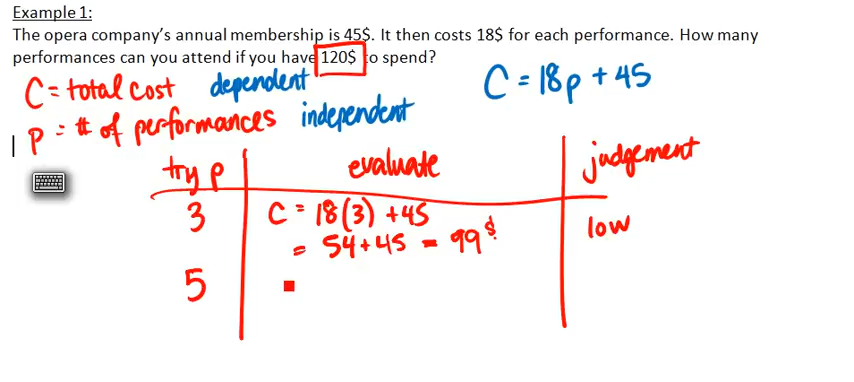 Example 1:
The opera company's annual membership is 45$. It then costs 18$ for each performance. How many
performances can you attend if you have 120$ to spend?
C = total cost dependent C = 18p + 45
p = # of performances independent
try p evaluate judgement
3 C = 18(3) + 45 low
= 54 + 45 = 99$
5